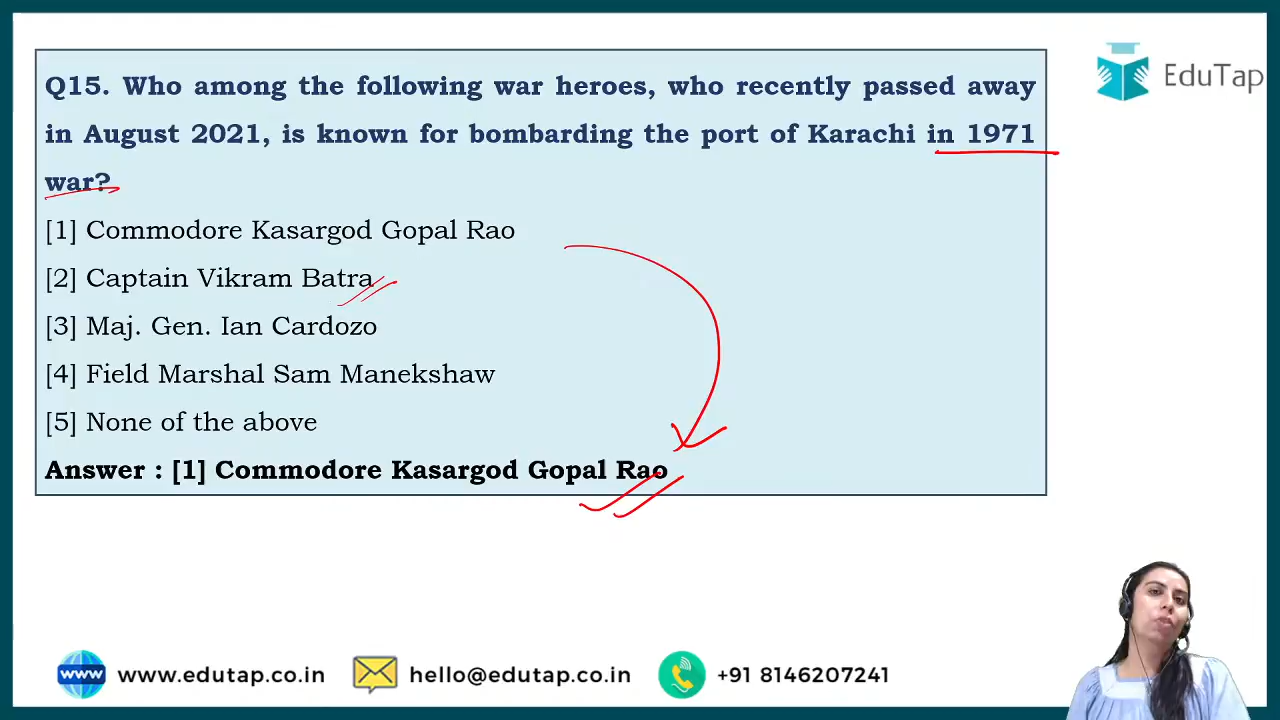 Q15. Who among the following war heroes, who recently passed away
in August 2021, is known for bombarding the port of Karachi in 1971
war?
[1] Commodore Kasargod Gopal Rao
[2] Captain Vikram Batra
[3] Maj. Gen. Ian Cardozo
[4] Field Marshal Sam Manekshaw
[5] None of the above
Answer : [1] Commodore Kasargod Gopal Rao
EduTap
www www.edutap.co.in hello@edutap.co.in +91 8146207241